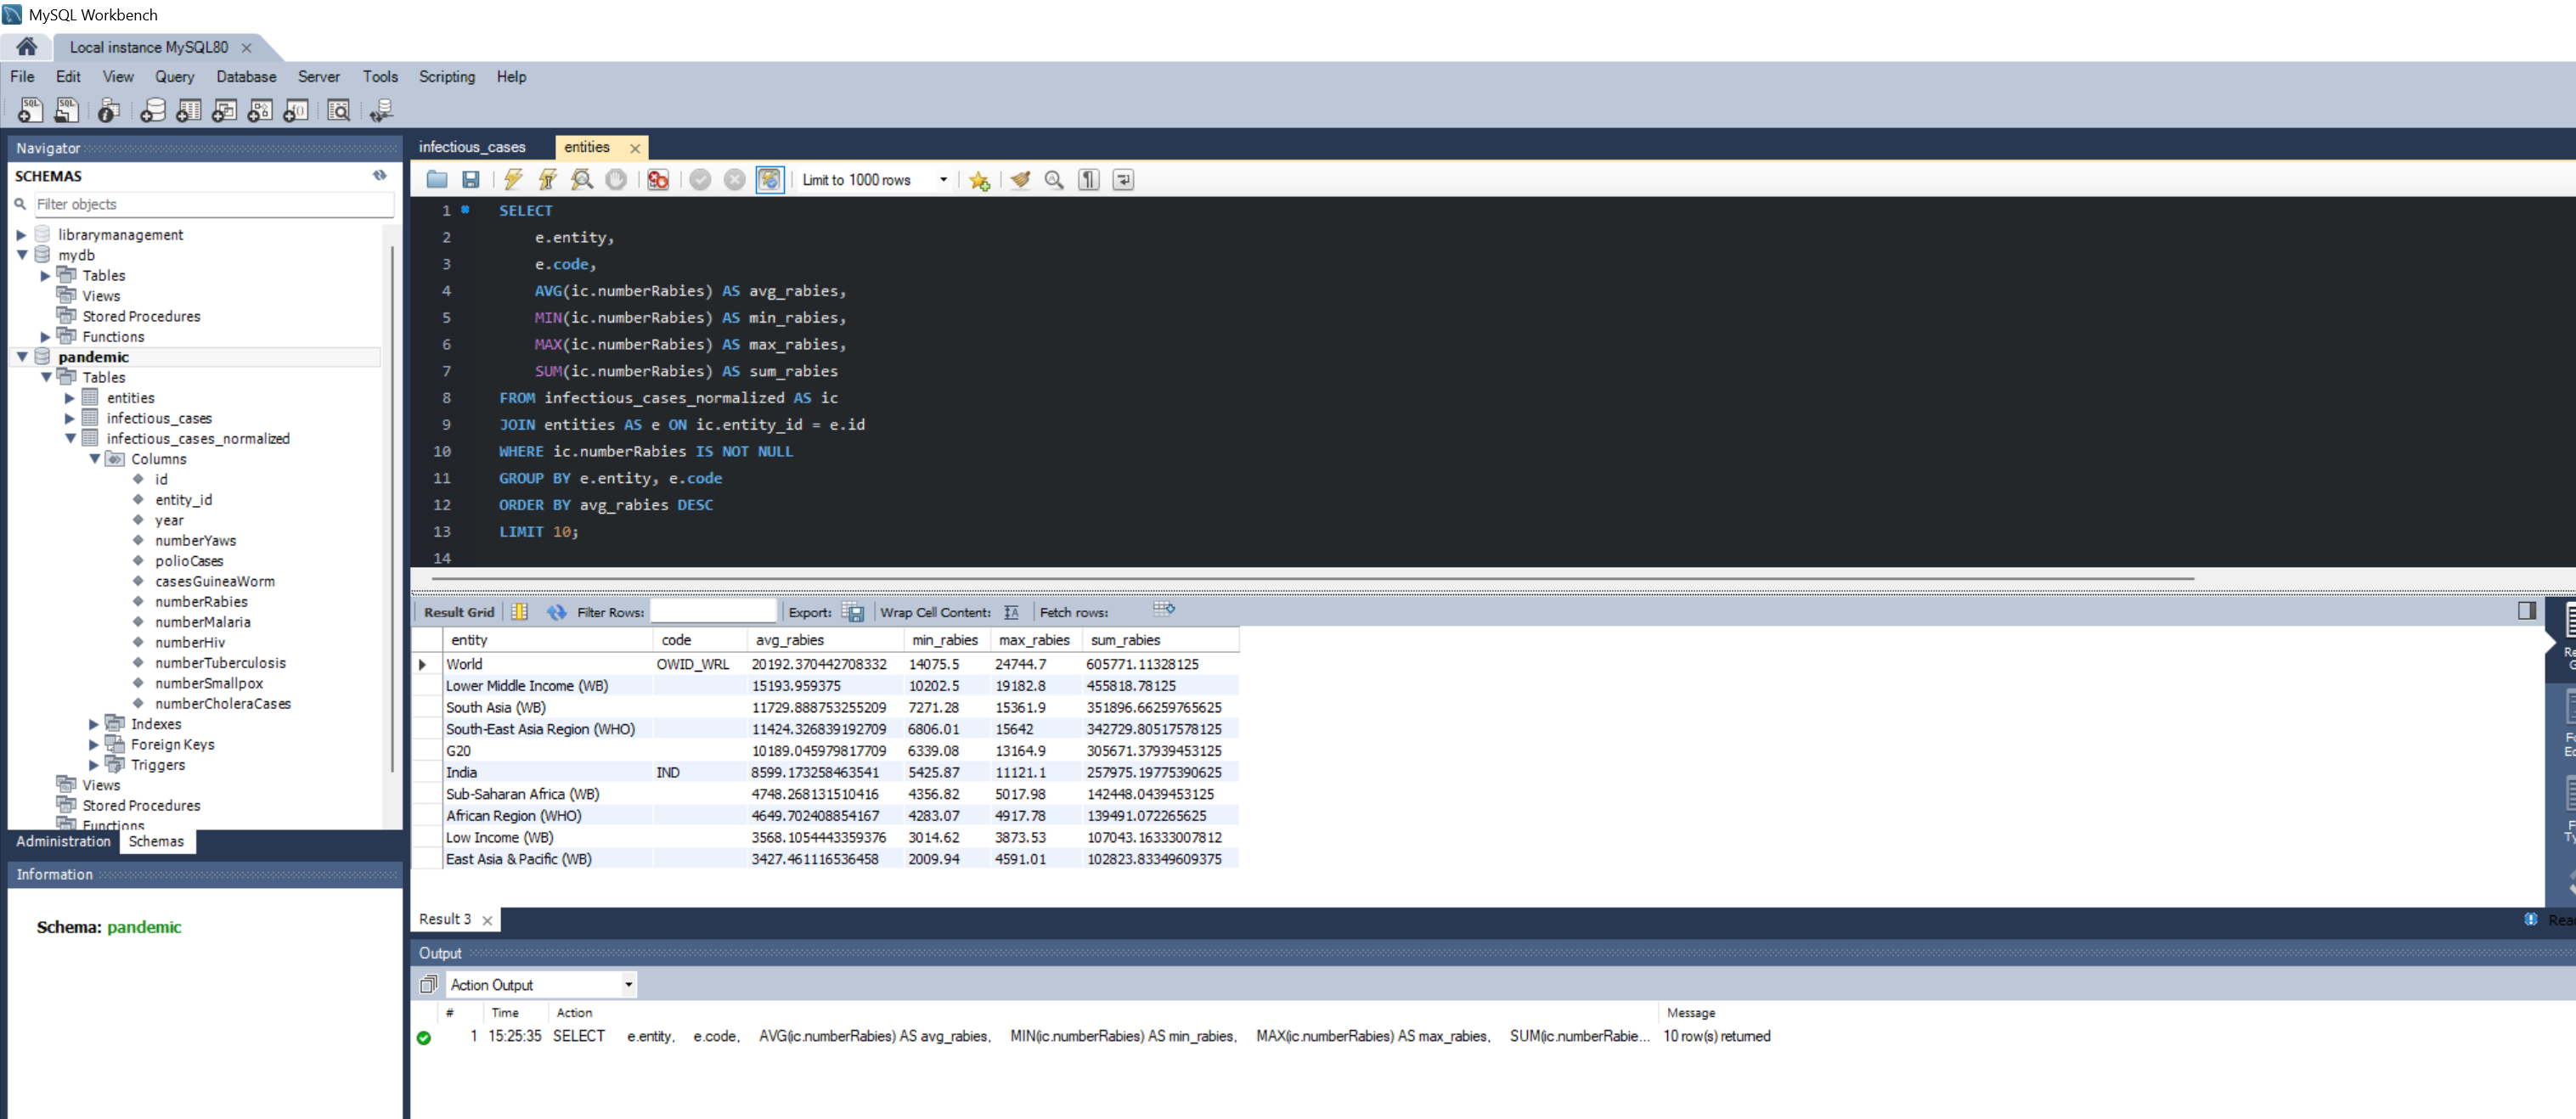 MySQL Workbench
Local instance MySQL80
File Edit View Query Database Server Tools Scripting Help
Navigator
SCHEMAS
Filter objects
librarymanagement
mydb
Tables
Views
Stored Procedures
Functions
pandemic
Tables
entities
infectious_cases
infectious_cases_normalized
Columns
id
entity_id
year
numberYaws
polioCases
casesGuineaWorm
numberRabies
numberMalaria
numberHiv
numberTuberculosis
numberSmallpox
numberCholeraCases
Indexes
Foreign Keys
Triggers
Views
Stored Procedures
Functions
Administration Schemas
Information
Schema: pandemic
infectious_cases entities
Limit to 1000 rows
1 SELECT
2 e.entity,
3 e.code,
4 AVG(ic.numberRabies) AS avg_rabies,
5 MIN(ic.numberRabies) AS min_rabies,
6 MAX(ic.numberRabies) AS max_rabies,
7 SUM(ic.numberRabies) AS sum_rabies
8 FROM infectious_cases_normalized AS ic
9 JOIN entities AS e ON ic.entity_id = e.id
10 WHERE ic.numberRabies IS NOT NULL
11 GROUP BY e.entity, e.code
12 ORDER BY avg_rabies DESC
13 LIMIT 10;
14
Result Grid Filter Rows: Export: Wrap Cell Content: Fetch rows:
entity code avg_rabies min_rabies max_rabies sum_rabies
World OWID_WRL 20192.370442708332 14075.5 24744.7 605771.11328125
Lower Middle Income (WB) 15193.959375 10202.5 19182.8 455818.78125
South Asia (WB) 11729.888753255209 7271.28 15361.9 351896.66259765625
South-East Asia Region (WHO) 11424.326839192709 6806.01 15642 342729.80517578125
G20 10189.045979817709 6339.08 13164.9 305671.37939453125
India IND 8599.173258463541 5425.87 11121.1 257975.19775390625
Sub-Saharan Africa (WB) 4748.268131510416 4356.82 5017.98 142448.0439453125
African Region (WHO) 4649.702408854167 4283.07 4917.78 139491.072265625
Low Income (WB) 3568.1054443359376 3014.62 3873.53 107043.16333007812
East Asia & Pacific (WB) 3427.461116536458 2009.94 4591.01 102823.83349609375
Result 3
Output
Action Output
# Time Action Message
1 15:25:35 SELECT e.entity, e.code, AVG(ic.numberRabies) AS avg_rabies, MIN(ic.numberRabies) AS min_rabies, MAX(ic.numberRabies) AS max_rabies, SUM(ic.numberRabie... 10 row(s) returned